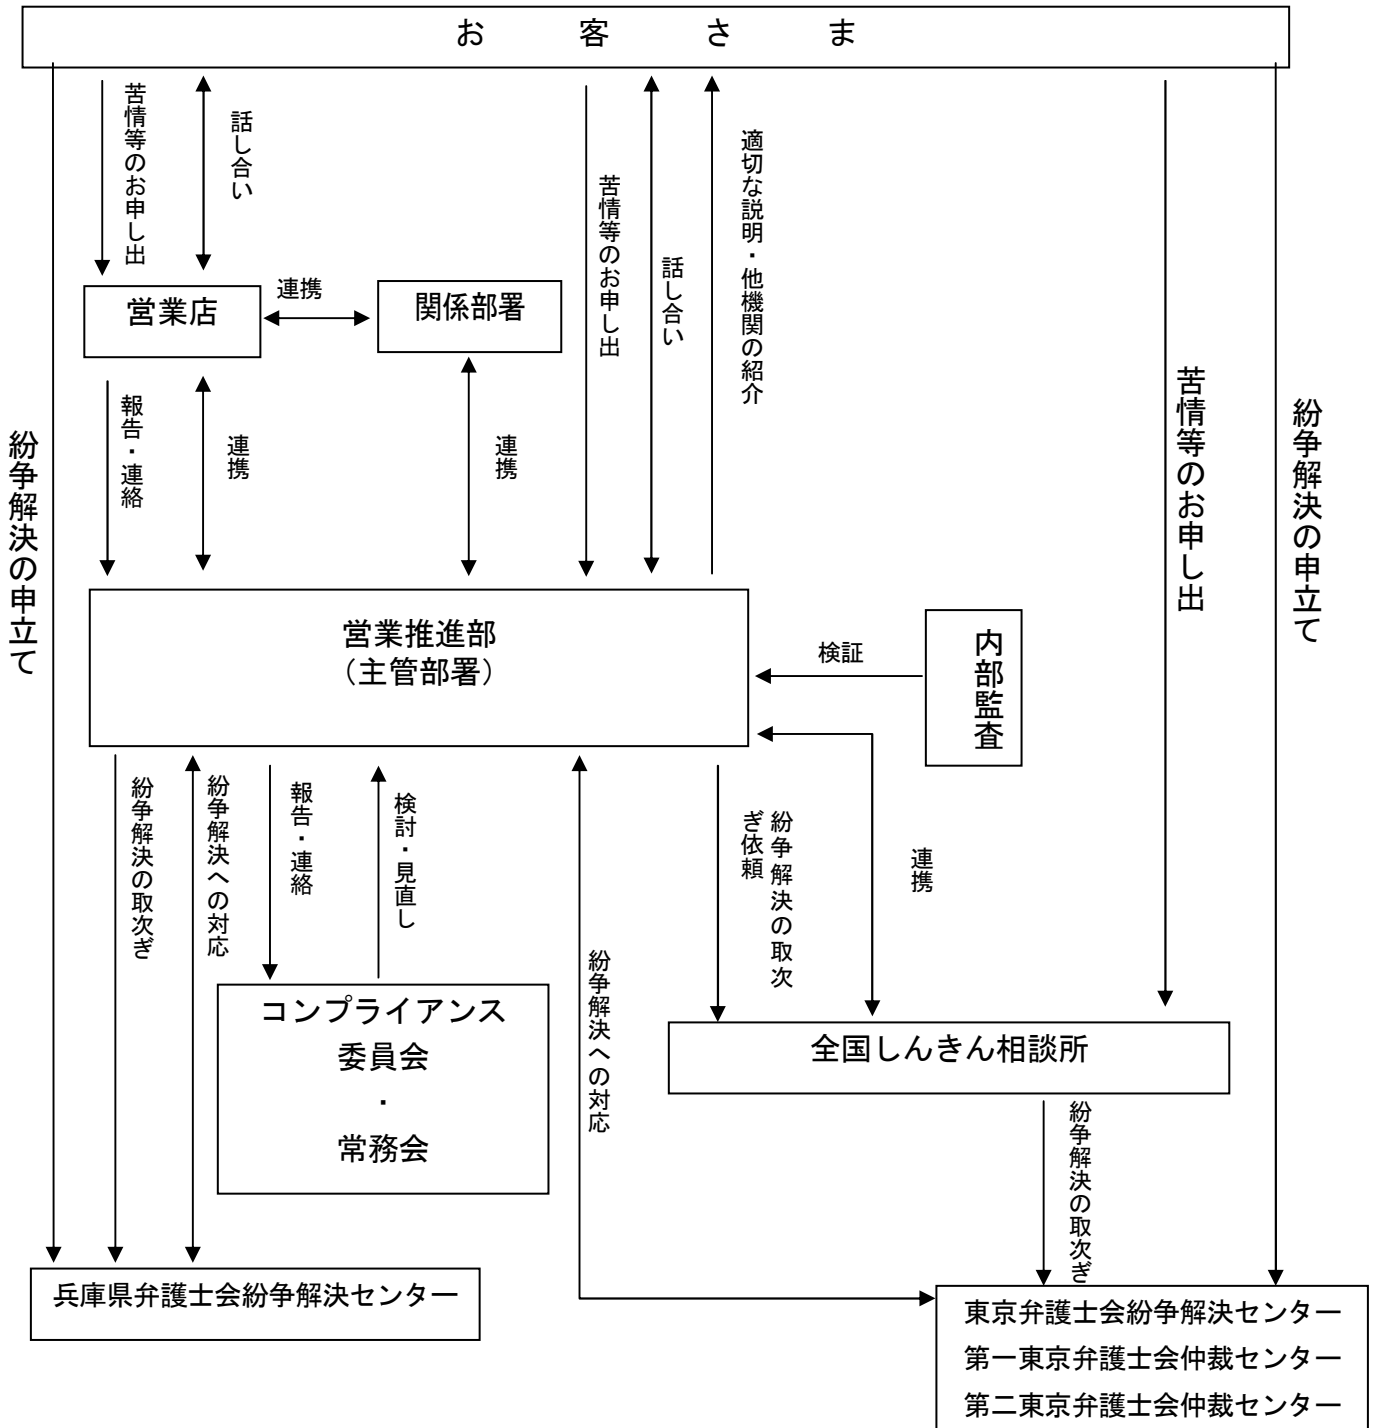 お客さま
苦情等のお申し出
話し合い
苦情等のお申し出
話し合い
適切な説明・他機関の紹介
営業店
連携
関係部署
報告・連絡
連携
連携
紛争解決の申立て
苦情等のお申し出
紛争解決の申立て
営業推進部
（主管部署）
検証
内部監査
紛争解決の取次ぎ
紛争解決への対応
報告・連絡
検討・見直し
紛争解決の取次
ぎ依頼
連携
紛争解決への対応
コンプライアンス
委員会
・
常務会
全国しんきん相談所
紛争解決の取次ぎ
兵庫県弁護士会紛争解決センター
東京弁護士会紛争解決センター
第一東京弁護士会仲裁センター
第二東京弁護士会仲裁センター